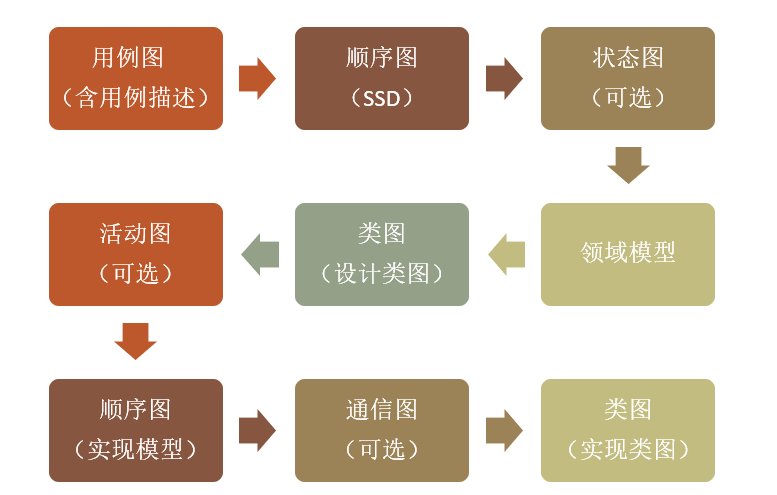 用例图
（含用例描述）
顺序图
（SSD）
状态图
（可选）
领域模型
类图
（设计类图）
活动图
（可选）
顺序图
（实现模型）
通信图
（可选）
类图
（实现类图）